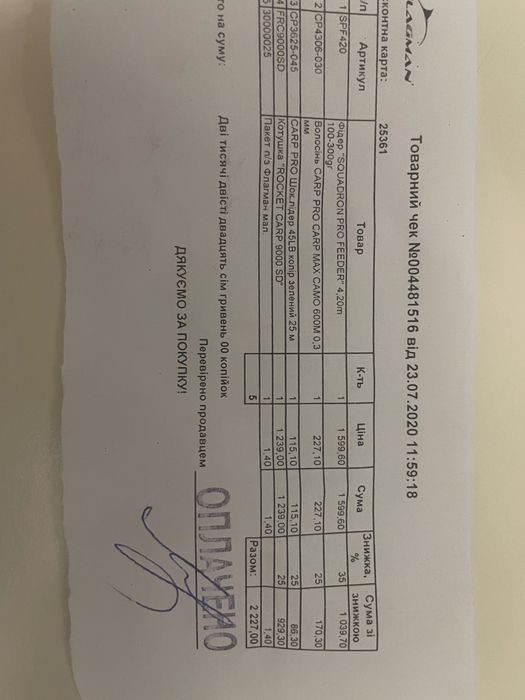 FLAGMAN
Товарний чек №004481516 від 23.07.2020 11:59:18
контна карта: 25361
/п Артикул Товар К-ть Ціна Сума Знижка, % Сума зі знижкою
1 SPF420 Фідер "SQUADRON PRO FEEDER" 4,20m 1 1 599,60 1 599,60 35 1 039,70
100-300gr
2 CP4306-030 Волосінь CARP PRO CARP MAX CAMO 600M 0,3 1 227,10 227,10 25 170,30
мм
3 CP3925-045 CARP PRO Шок.лідер 45LB колір зелений 25 м 1 115,10 115,10 25 86,30
4 FRC9000SD Котушка "ROCKET CARP 9000 SD" 1 1 239,00 1 239,00 25 929,30
5 30000025 Пакет п/э Флагман мал. 1 1,40 1,40 1,40
5 Разом: 2 227,00
го на суму: Дві тисячі двісті двадцять сім гривень 00 копійок
Перевірено продавцем
ОПЛАЧЕНО
ДЯКУЄМО ЗА ПОКУПКУ!